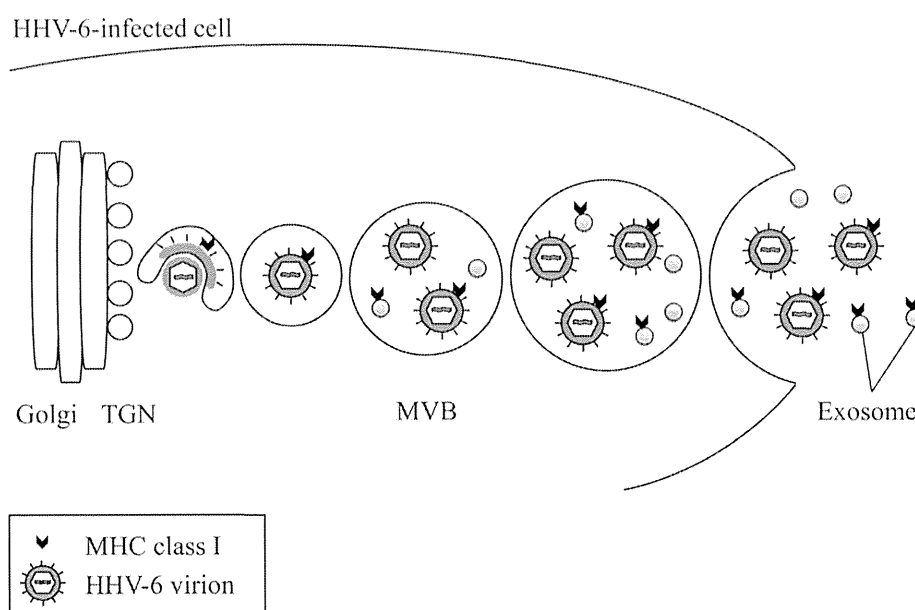 HHV-6-infected cell
Golgi TGN MVB Exosome
MHC class I
HHV-6 virion